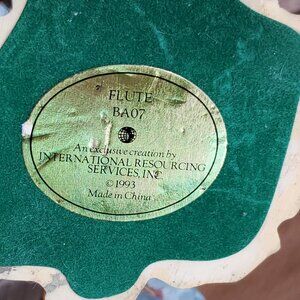 FLUTE
BA07
An exclusive creation by
INTERNATIONAL RESOURCING
SERVICES, INC
© 1993
Made in China